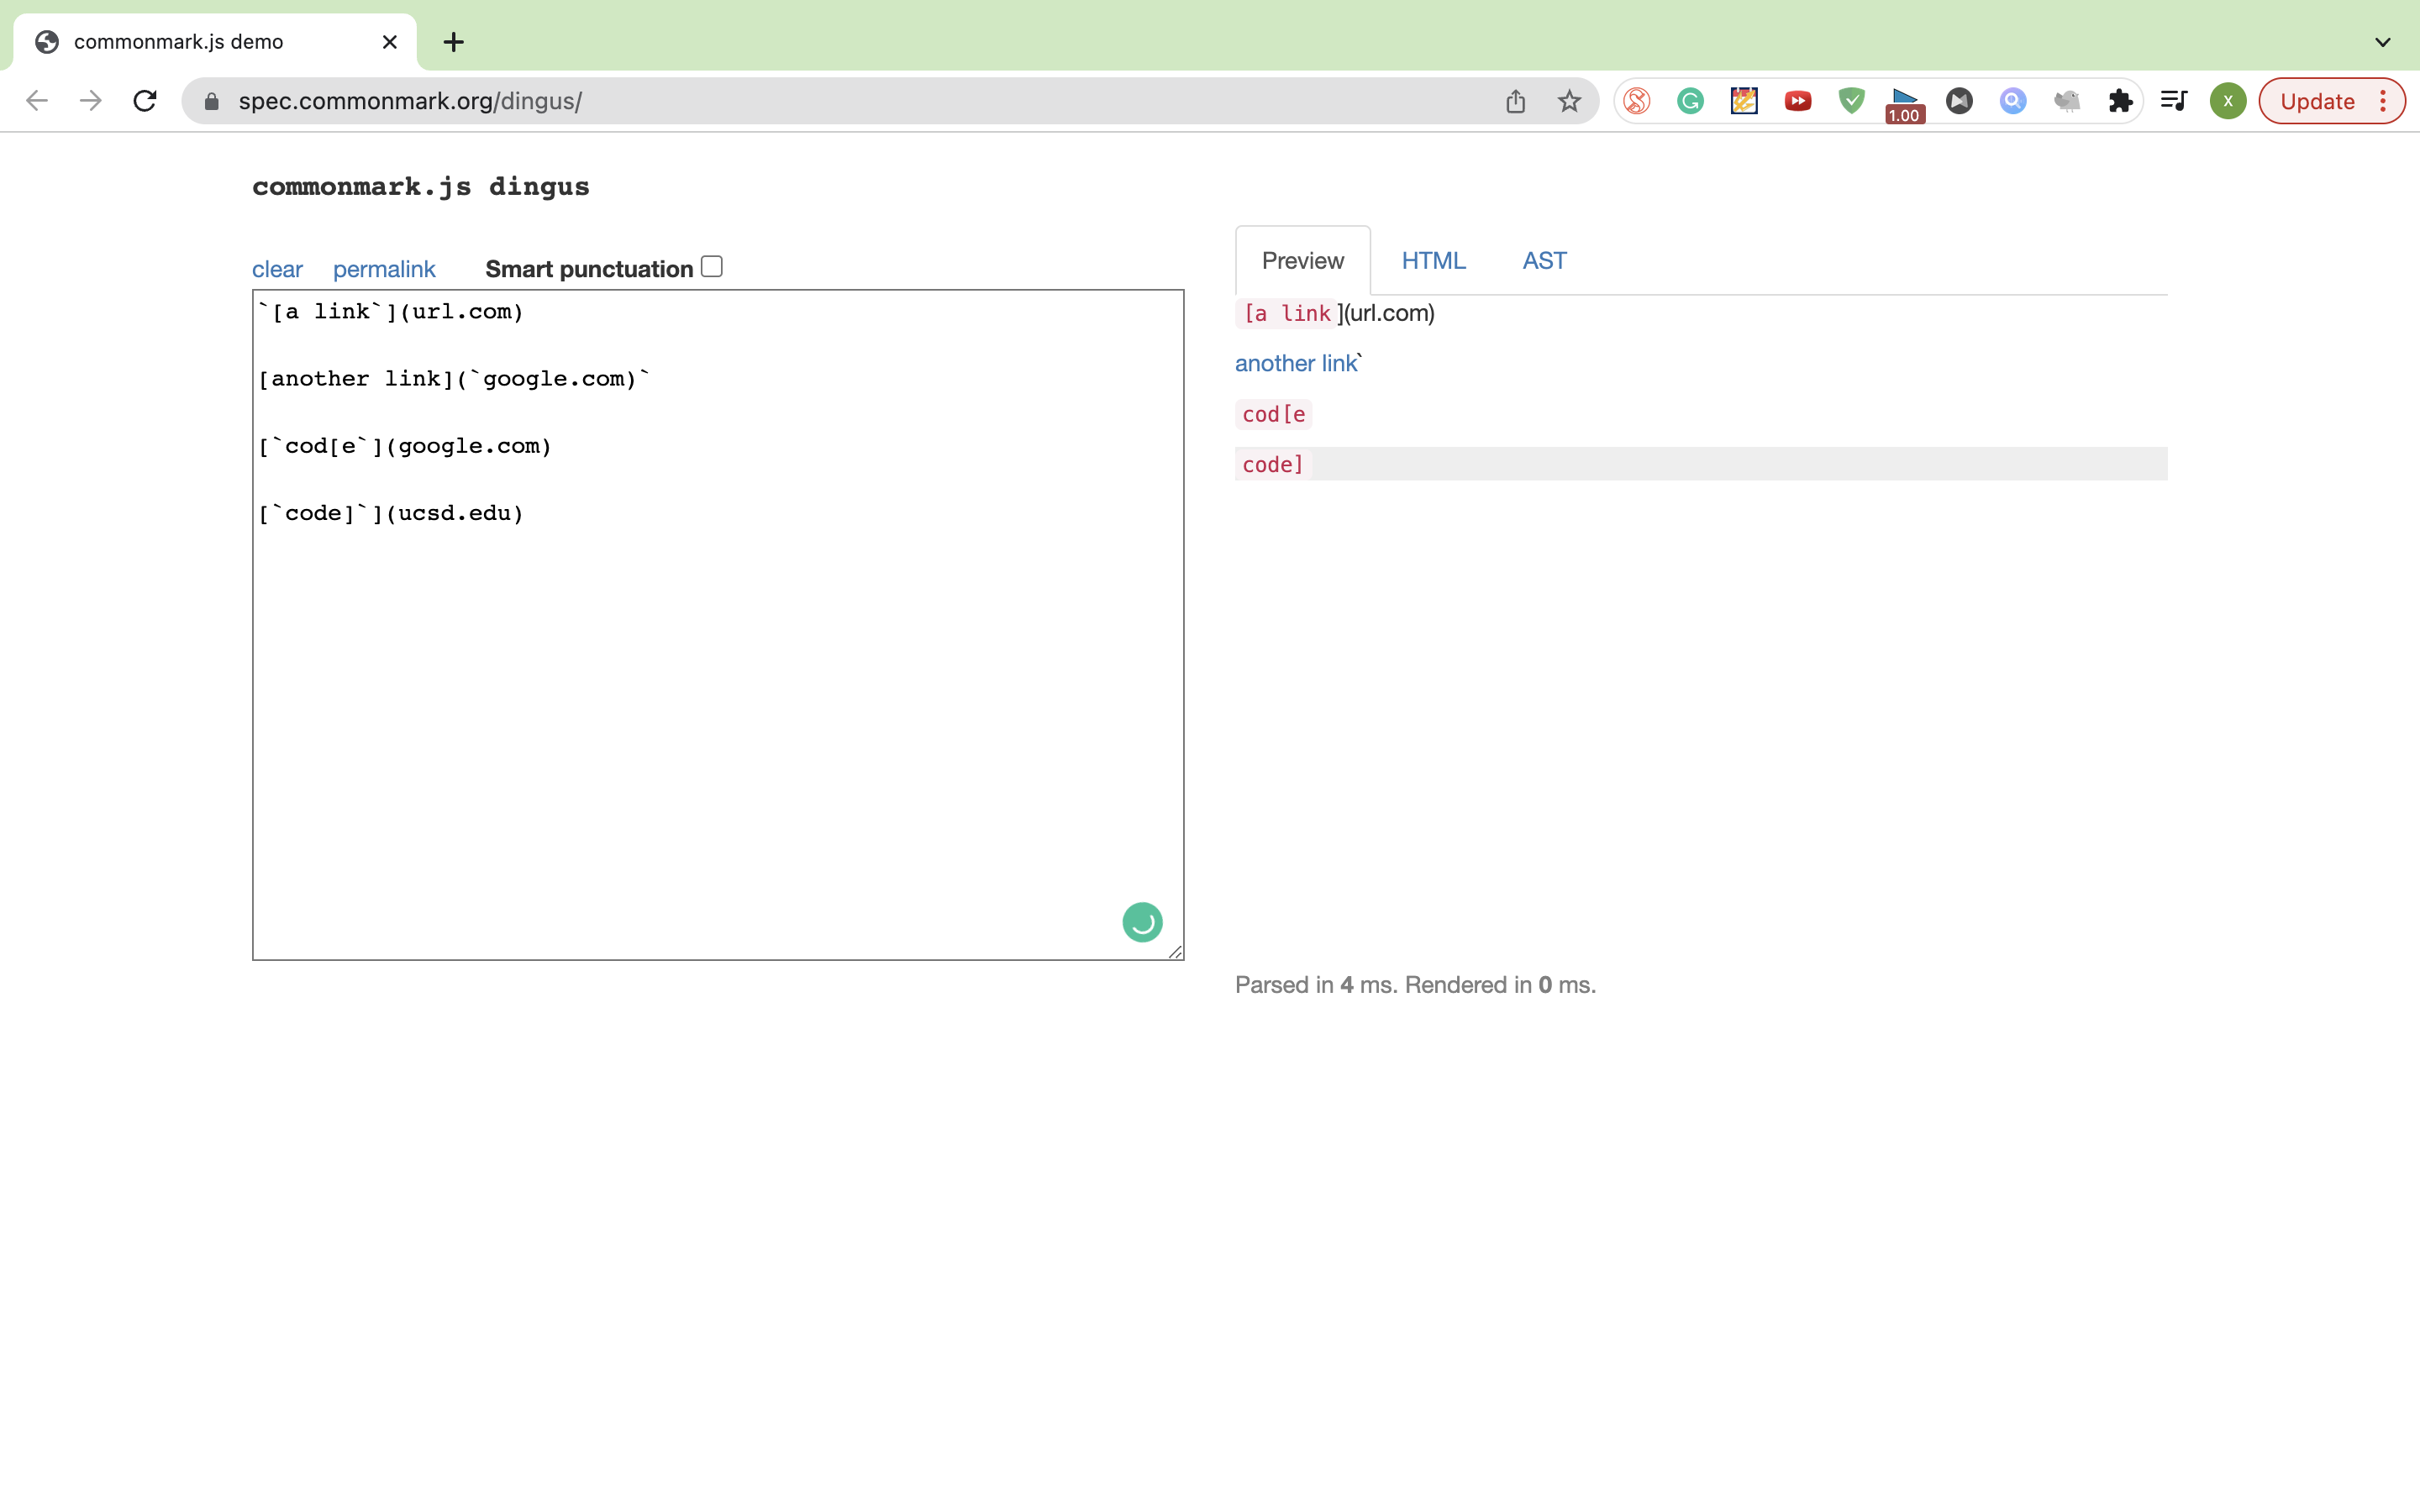 commonmark.js demo
spec.commonmark.org/dingus/
1.00
X
Update
commonmark.js dingus
clear permalink Smart punctuation
`[a link`](url.com)
[another link](`google.com)`
[`cod[e`](google.com)
[`code]`](ucsd.edu)
Preview HTML AST
[a link](url.com)
another link`
cod[e
code]
Parsed in 4 ms. Rendered in 0 ms.